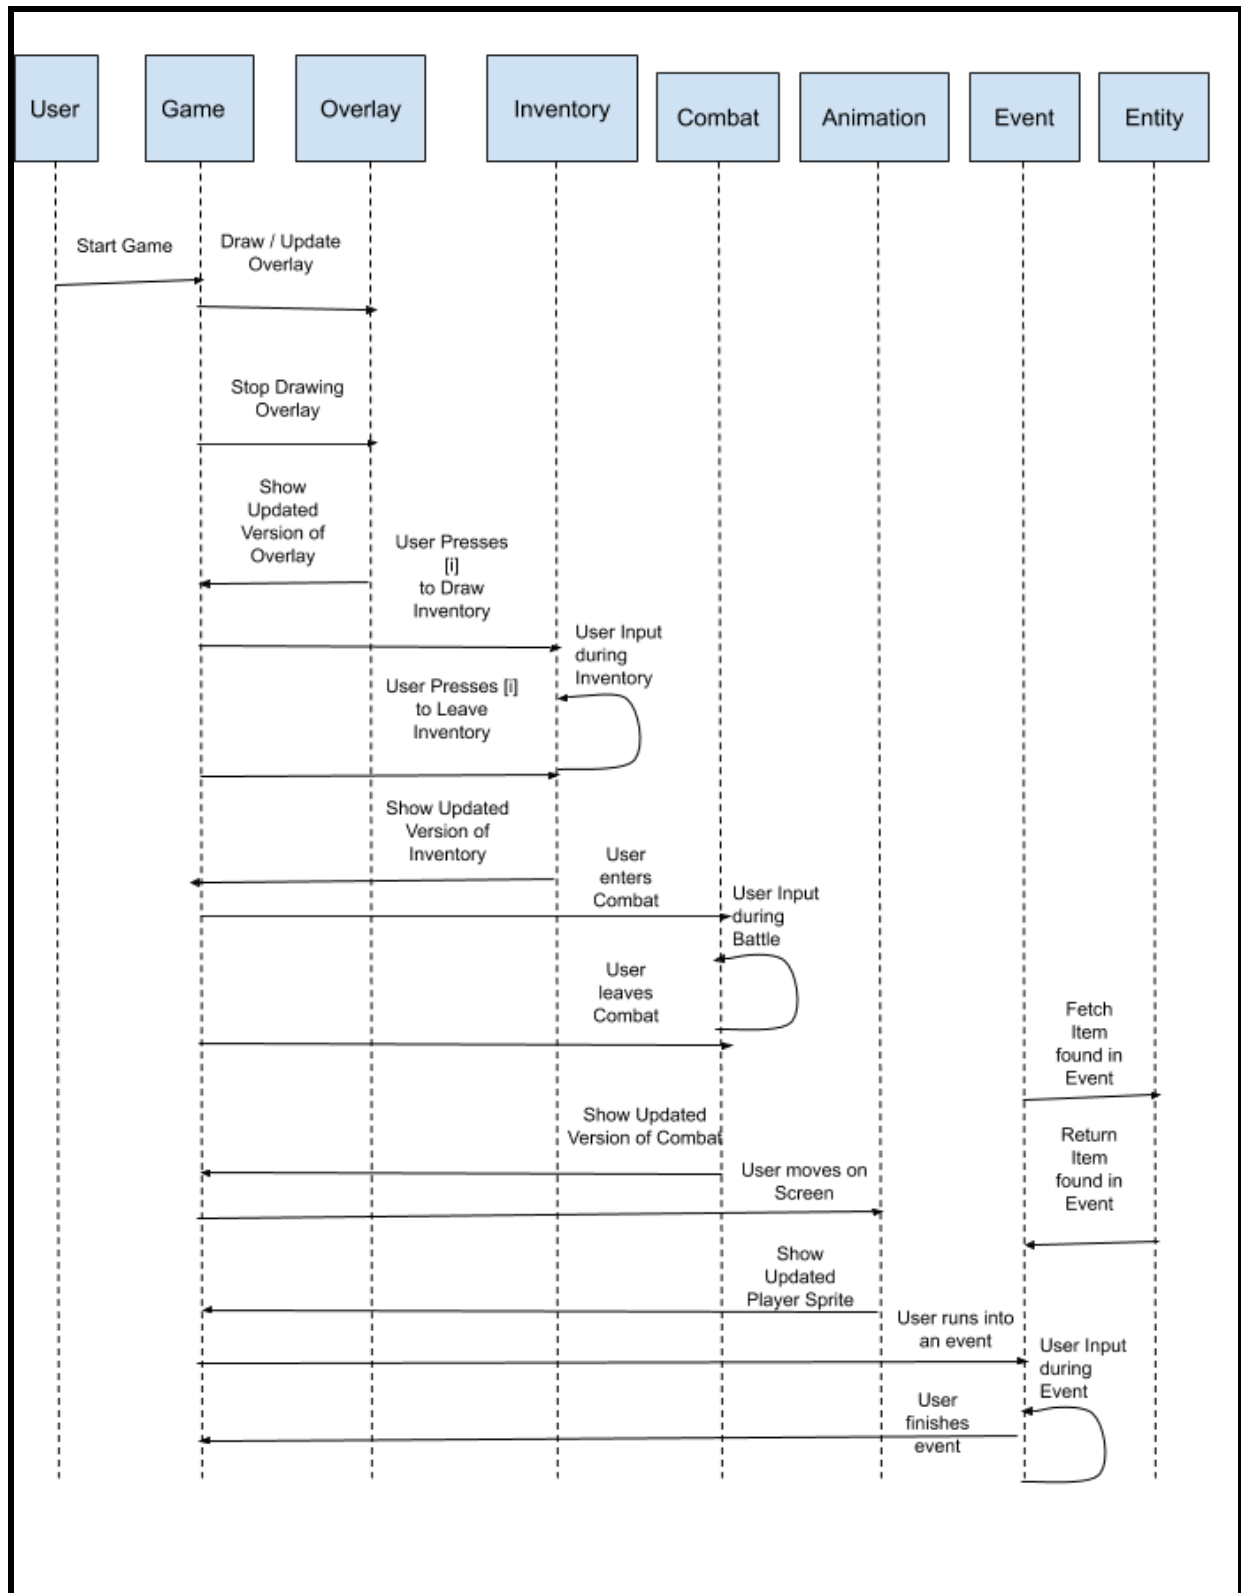 User
Game
Overlay
Inventory
Combat
Animation
Event
Entity
Start Game
Draw / Update
Overlay
Stop Drawing
Overlay
Show
Updated
Version of
Overlay
User Presses
[i]
to Draw
Inventory
User Input
during
Inventory
User Presses [i]
to Leave
Inventory
Show Updated
Version of
Inventory
User
enters
Combat
User Input
during
Battle
User
leaves
Combat
Fetch
Item
found in
Event
Show Updated
Version of Combat
Return
Item
found in
Event
User moves on
Screen
Show
Updated
Player Sprite
User runs into
an event
User Input
during
Event
User
finishes
event